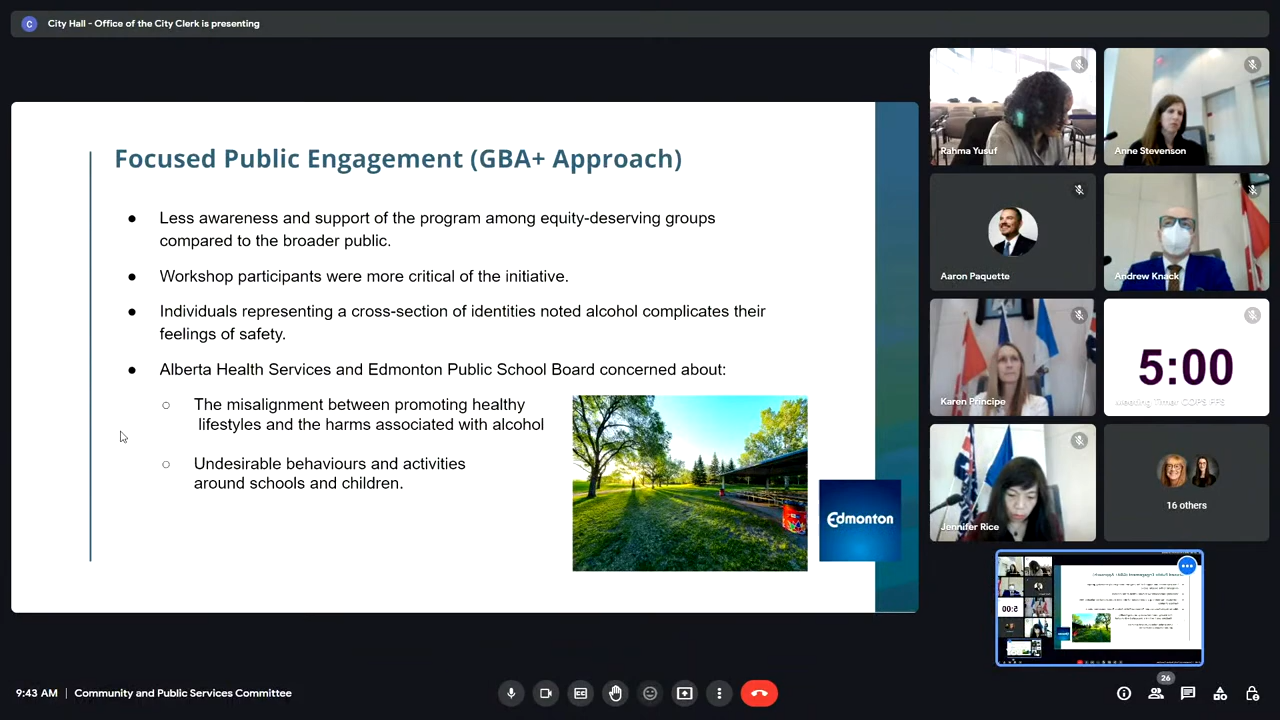 C
City Hall - Office of the City Clerk is presenting
Focused Public Engagement (GBA+ Approach)
● Less awareness and support of the program among equity-deserving groups
compared to the broader public.
● Workshop participants were more critical of the initiative.
● Individuals representing a cross-section of identities noted alcohol complicates their
feelings of safety.
● Alberta Health Services and Edmonton Public School Board concerned about:
○ The misalignment between promoting healthy
lifestyles and the harms associated with alcohol
○ Undesirable behaviours and activities
around schools and children.
Edmonton
Rahma Yusuf
Anne Stevenson
Aaron Paquette
Andrew Knack
Karen Principe
5:00
Meeting Timer
Jennifer Rice
16 others
9:43 AM | Community and Public Services Committee
26